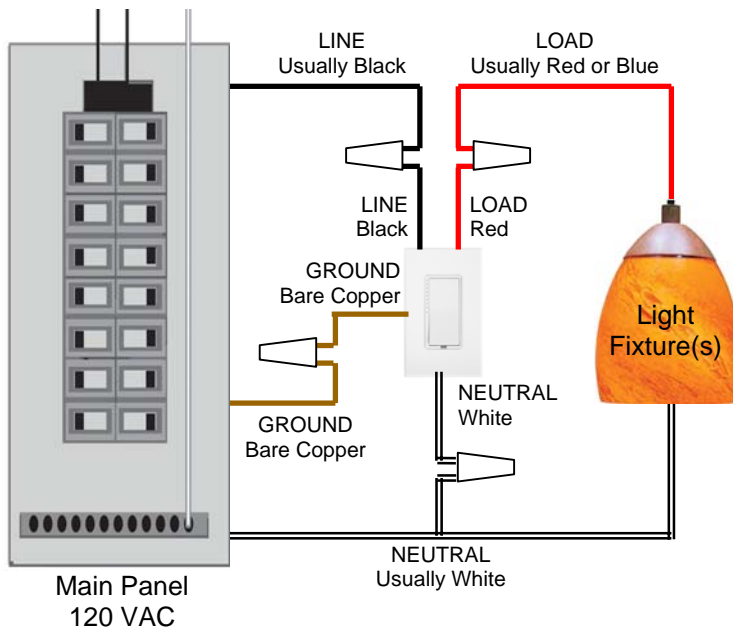 LINE
Usually Black
LOAD
Usually Red or Blue
LINE
Black
LOAD
Red
GROUND
Bare Copper
Light
Fixture(s)
NEUTRAL
White
GROUND
Bare Copper
NEUTRAL
Usually White
Main Panel
120 VAC